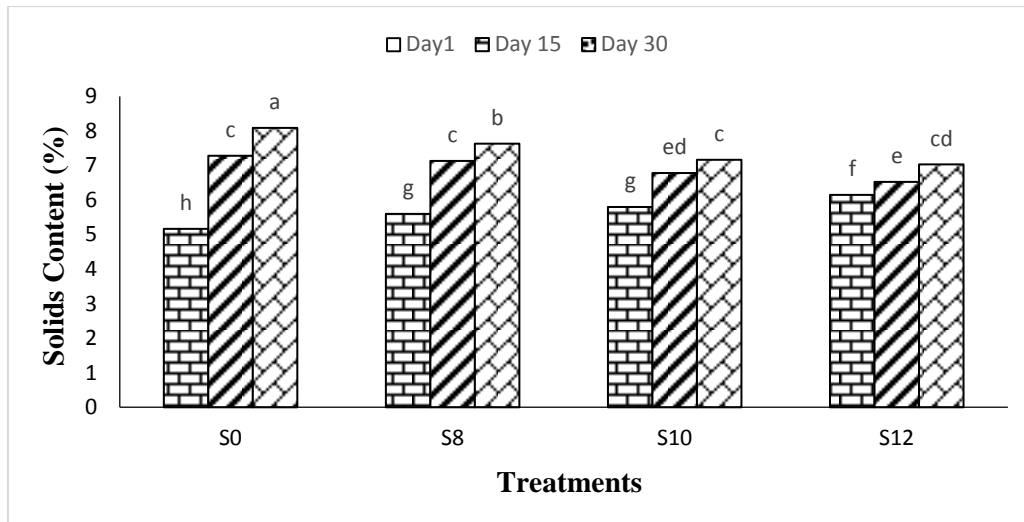 Day1 Day 15 Day 30
Solids Content (%)
9
8
7
6
5
4
3
2
1
0
h c a
g c b
g ed c
f e cd
S0 S8 S10 S12
Treatments